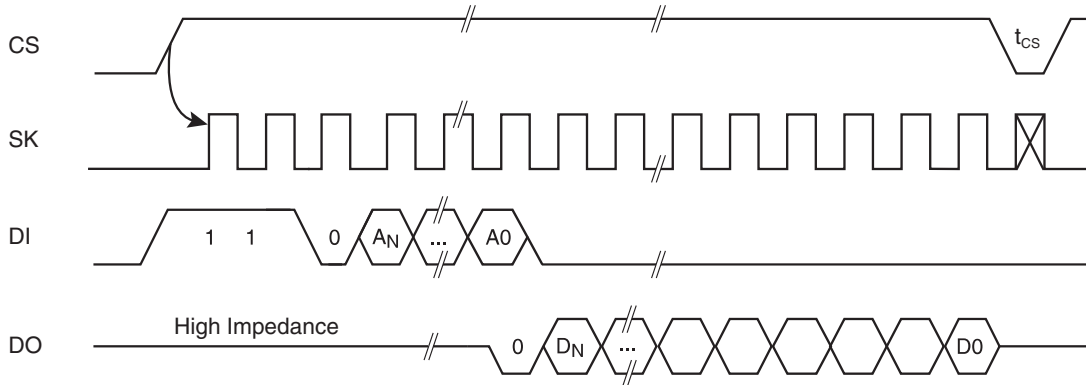 CS tCS
SK
DI 1 1 0 AN ... A0
High Impedance
DO 0 DN ... D0